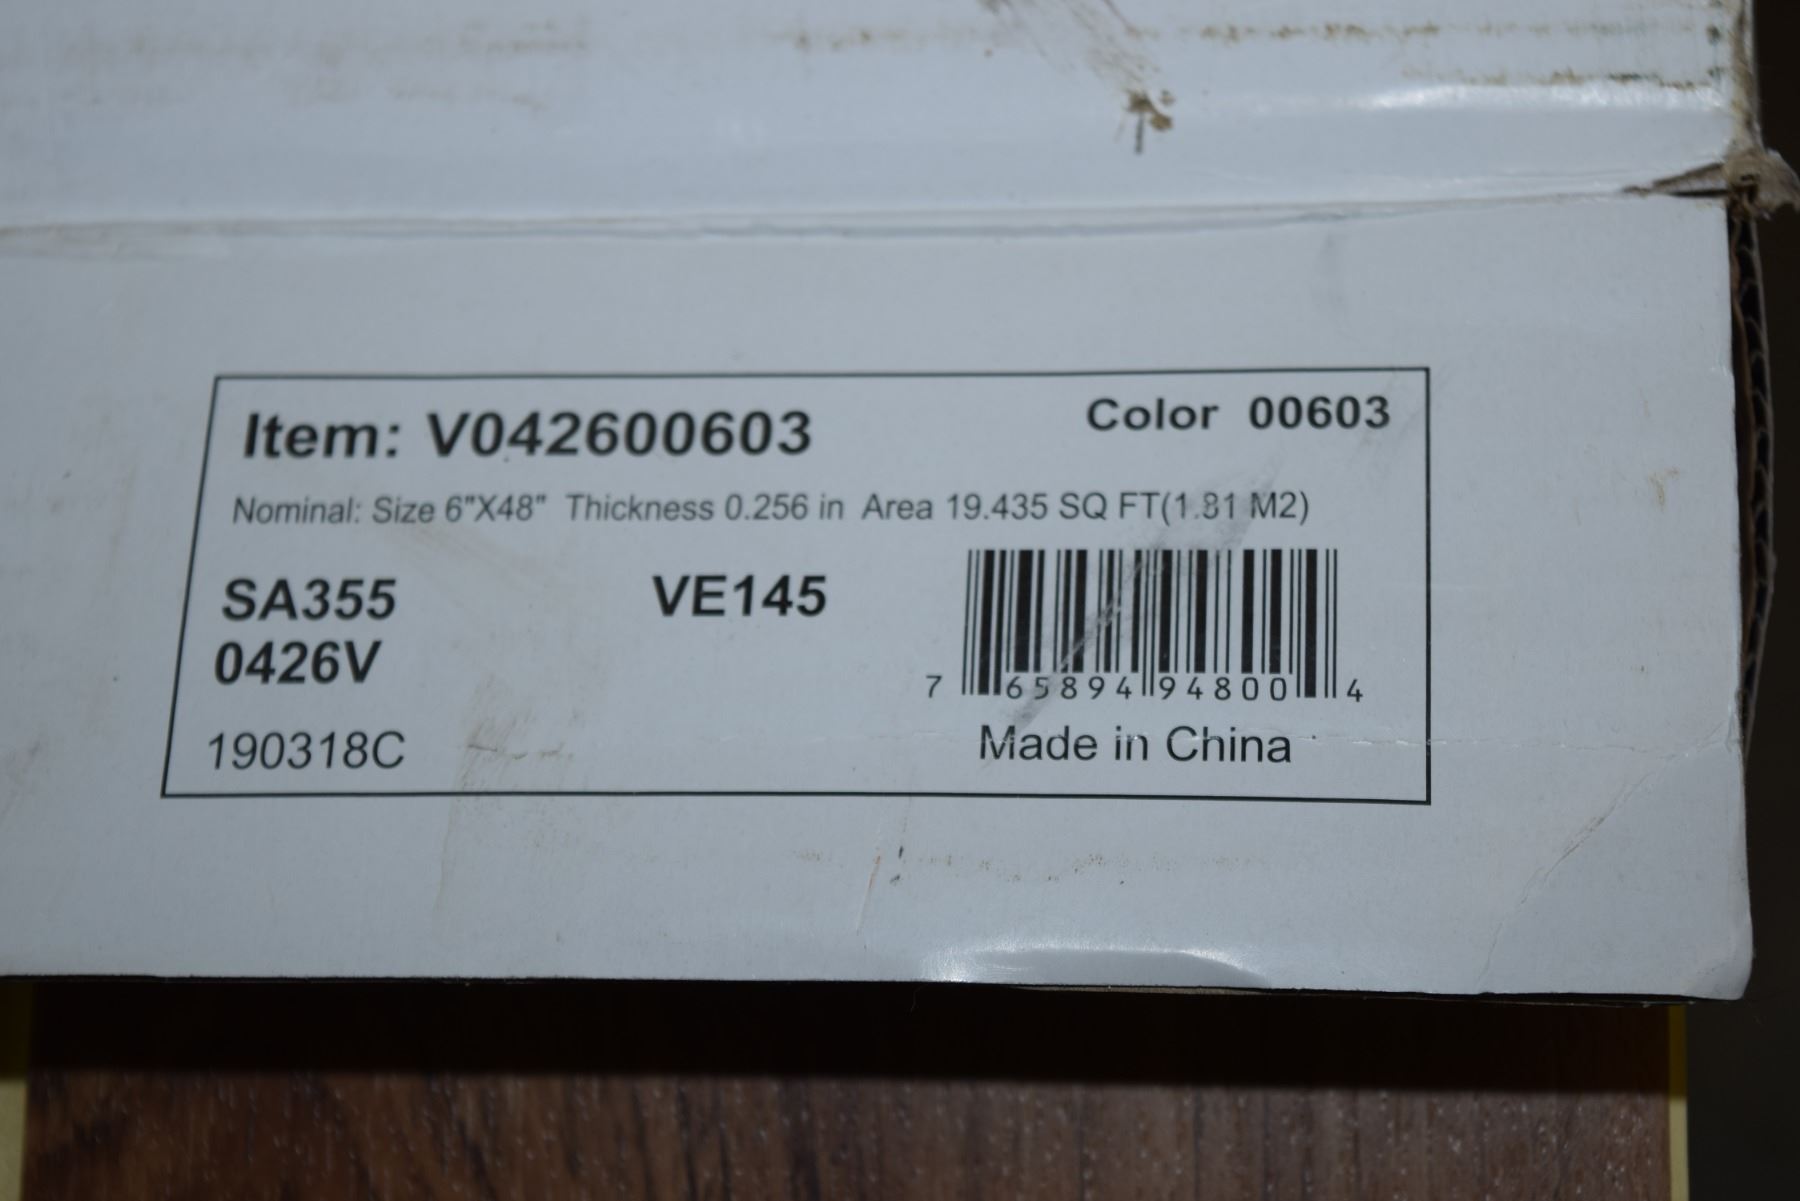 Item: V042600603 Color 00603
Nominal: Size 6"X48" Thickness 0.256 in Area 19.435 SQ FT(1.81 M2)
SA355 VE145
0426V
7 65894 94800 4
190318C Made in China